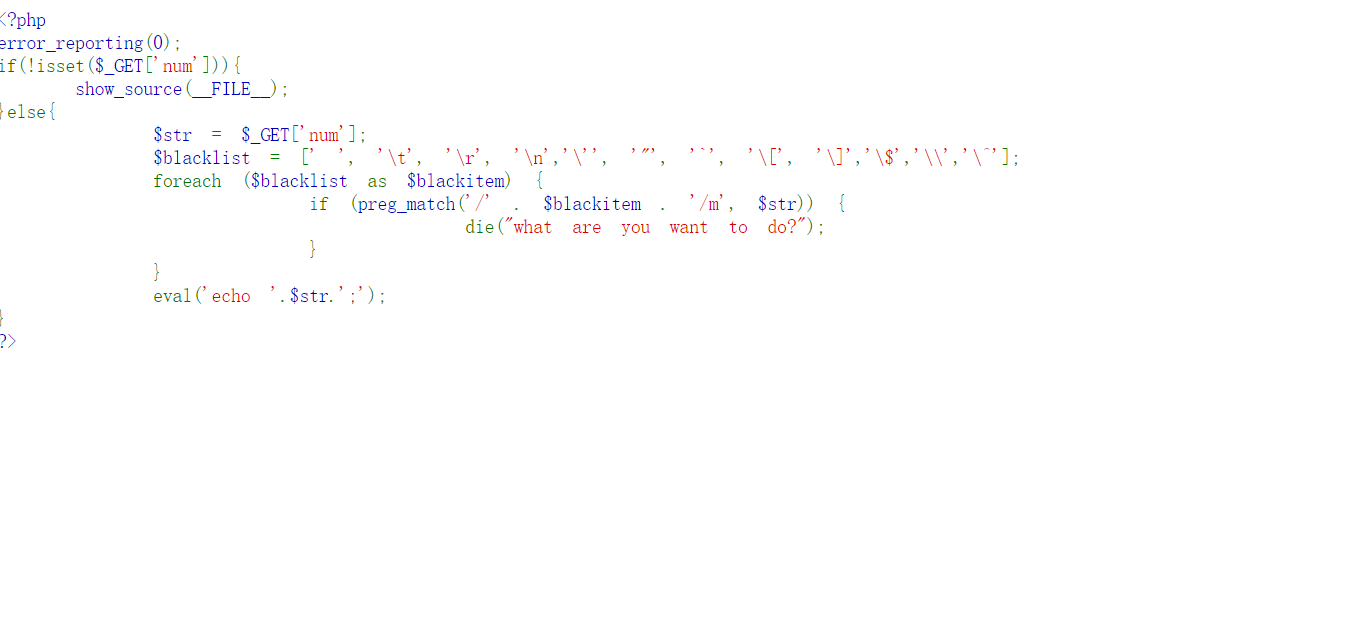 <?php
error_reporting(0);
if(!isset($_GET['num'])){
show_source(__FILE__);
}else{
$str = $_GET['num'];
$blacklist = [' ', '\t', '\r', '\n','\'', '"', '`', '\[', '\]','\$','\\','\^'];
foreach ($blacklist as $blackitem) {
if (preg_match('/' . $blackitem . '/m', $str)) {
die("what are you want to do?");
}
}
eval('echo '.$str.';');
}
?>